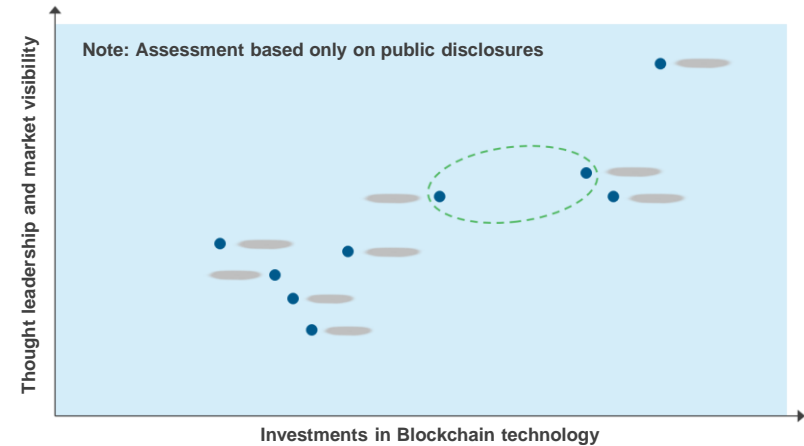 Note: Assessment based only on public disclosures
Thought leadership and market visibility
Investments in Blockchain technology